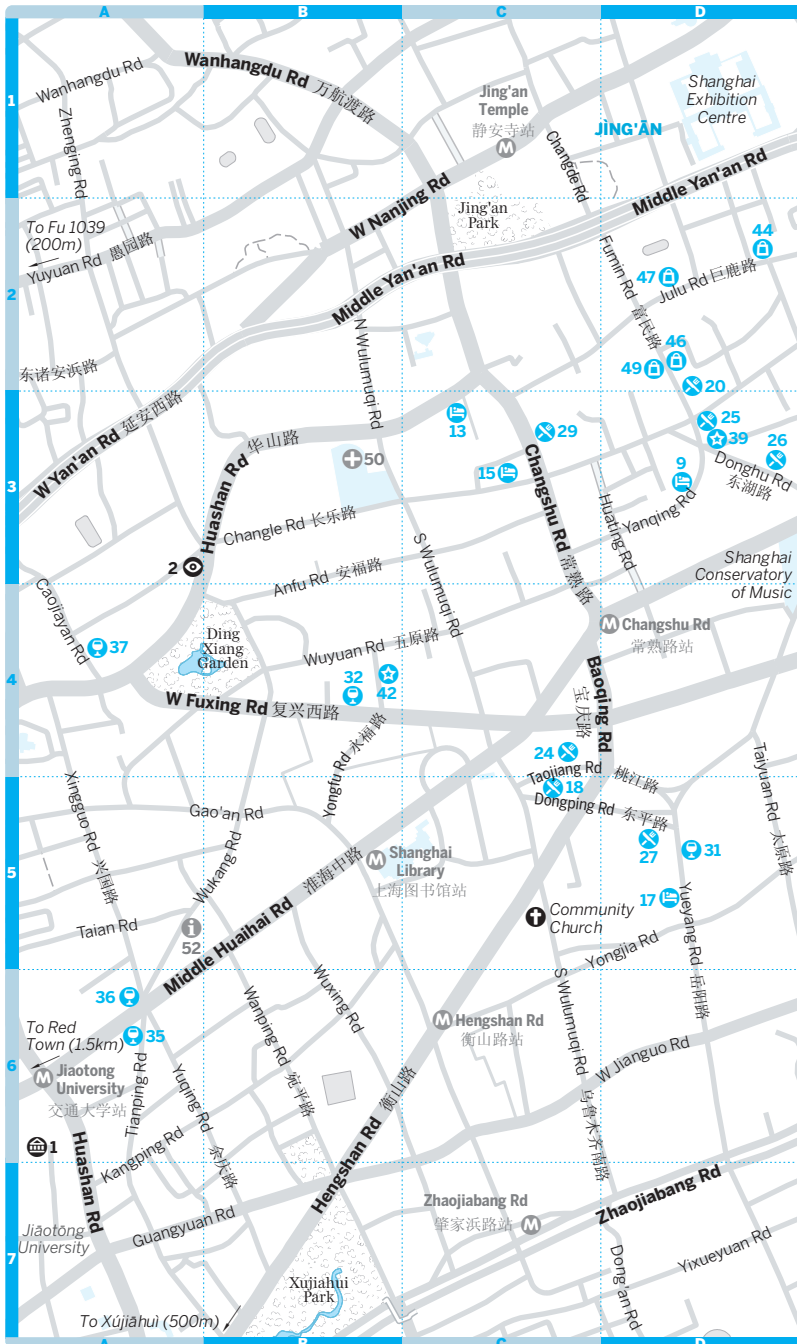 A
B
C
D
1
Wanhangdu Rd
Wanhangdu Rd 万航渡路
Zhenging Rd
Jing'an
Temple
静安寺站
M
JÌNG'ĀN
Changde Rd
Shanghai
Exhibition
Centre
2
To Fu 1039
(200m)
Yuyuan Rd 愚园路
W Nanjing Rd
Jing'an
Park
Middle Yan'an Rd
Middle Yan'an Rd
44
47
Julu Rd 巨鹿路
Fumin Rd 富民路
46
49
20
N Wulumuqi Rd
东诸安浜路
3
W Yan'an Rd 延安西路
Huashan Rd 华山路
50
13
29
15
25
39
26
9
Donghu Rd
东湖路
Changle Rd 长乐路
Changshu Rd 常熟路
Huating Rd
Yanqing Rd
2
Anfu Rd 安福路
S Wulumuqi Rd
Shanghai
Conservatory
of Music
4
Caojiayan Rd
37
Ding
Xiang
Garden
Wuyuan Rd 五原路
M Changshu Rd
常熟路站
32
42
W Fuxing Rd 复兴西路
Baoqing Rd
宝庆路
Yongfu Rd 永福路
24
Taojiang Rd 桃江路
18
Dongping Rd 东平路
Taiyuan Rd 太原路
5
Xingguo Rd 兴国路
Gao'an Rd
Wukang Rd
M Shanghai
Library
上海图书馆站
27
31
17
Yueyang Rd 岳阳路
Taian Rd
52
Middle Huaihai Rd 淮海中路
Community
Church
Yongjia Rd
6
36
35
To Red
Town (1.5km)
M Jiaotong
University
交通大学站
Tianping Rd
Yuqing Rd 余庆路
Wanping Rd 宛平路
Wuxing Rd
M Hengshan Rd
衡山路站
S Wulumuqi Rd 乌鲁木齐南路
W Jianguo Rd
1
Huashan Rd
Kangping Rd
Hengshan Rd 衡山路
7
Jiāotōng
University
Guangyuan Rd
Zhaojiabang Rd
肇家浜路站 M
Zhaojiabang Rd
Xujiahui
Park
Dong'an Rd
Yixueyuan Rd
To Xújiāhuì (500m)
A
B
C
D